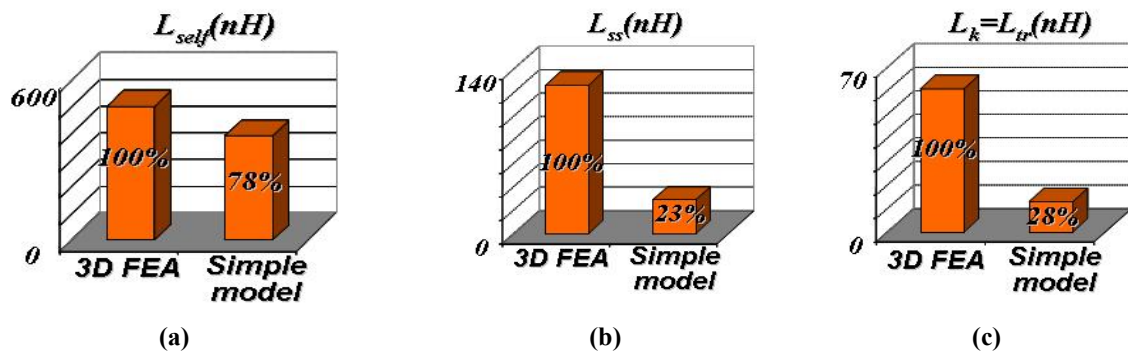 L_self(nH)
600
100%
78%
0
3D FEA
Simple
model
(a)
L_ss(nH)
140
100%
23%
0
3D FEA
Simple
model
(b)
L_k=L_tr(nH)
70
100%
28%
0
3D FEA
Simple
model
(c)